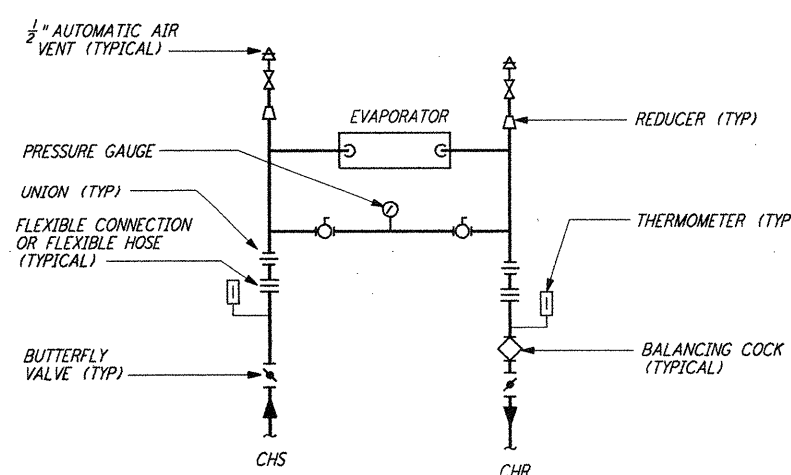 1/2" AUTOMATIC AIR
VENT (TYPICAL)
EVAPORATOR
REDUCER (TYP)
PRESSURE GAUGE
UNION (TYP)
FLEXIBLE CONNECTION
OR FLEXIBLE HOSE
(TYPICAL)
THERMOMETER (TYP
BUTTERFLY
VALVE (TYP)
BALANCING COCK
(TYPICAL)
CHS
CHR